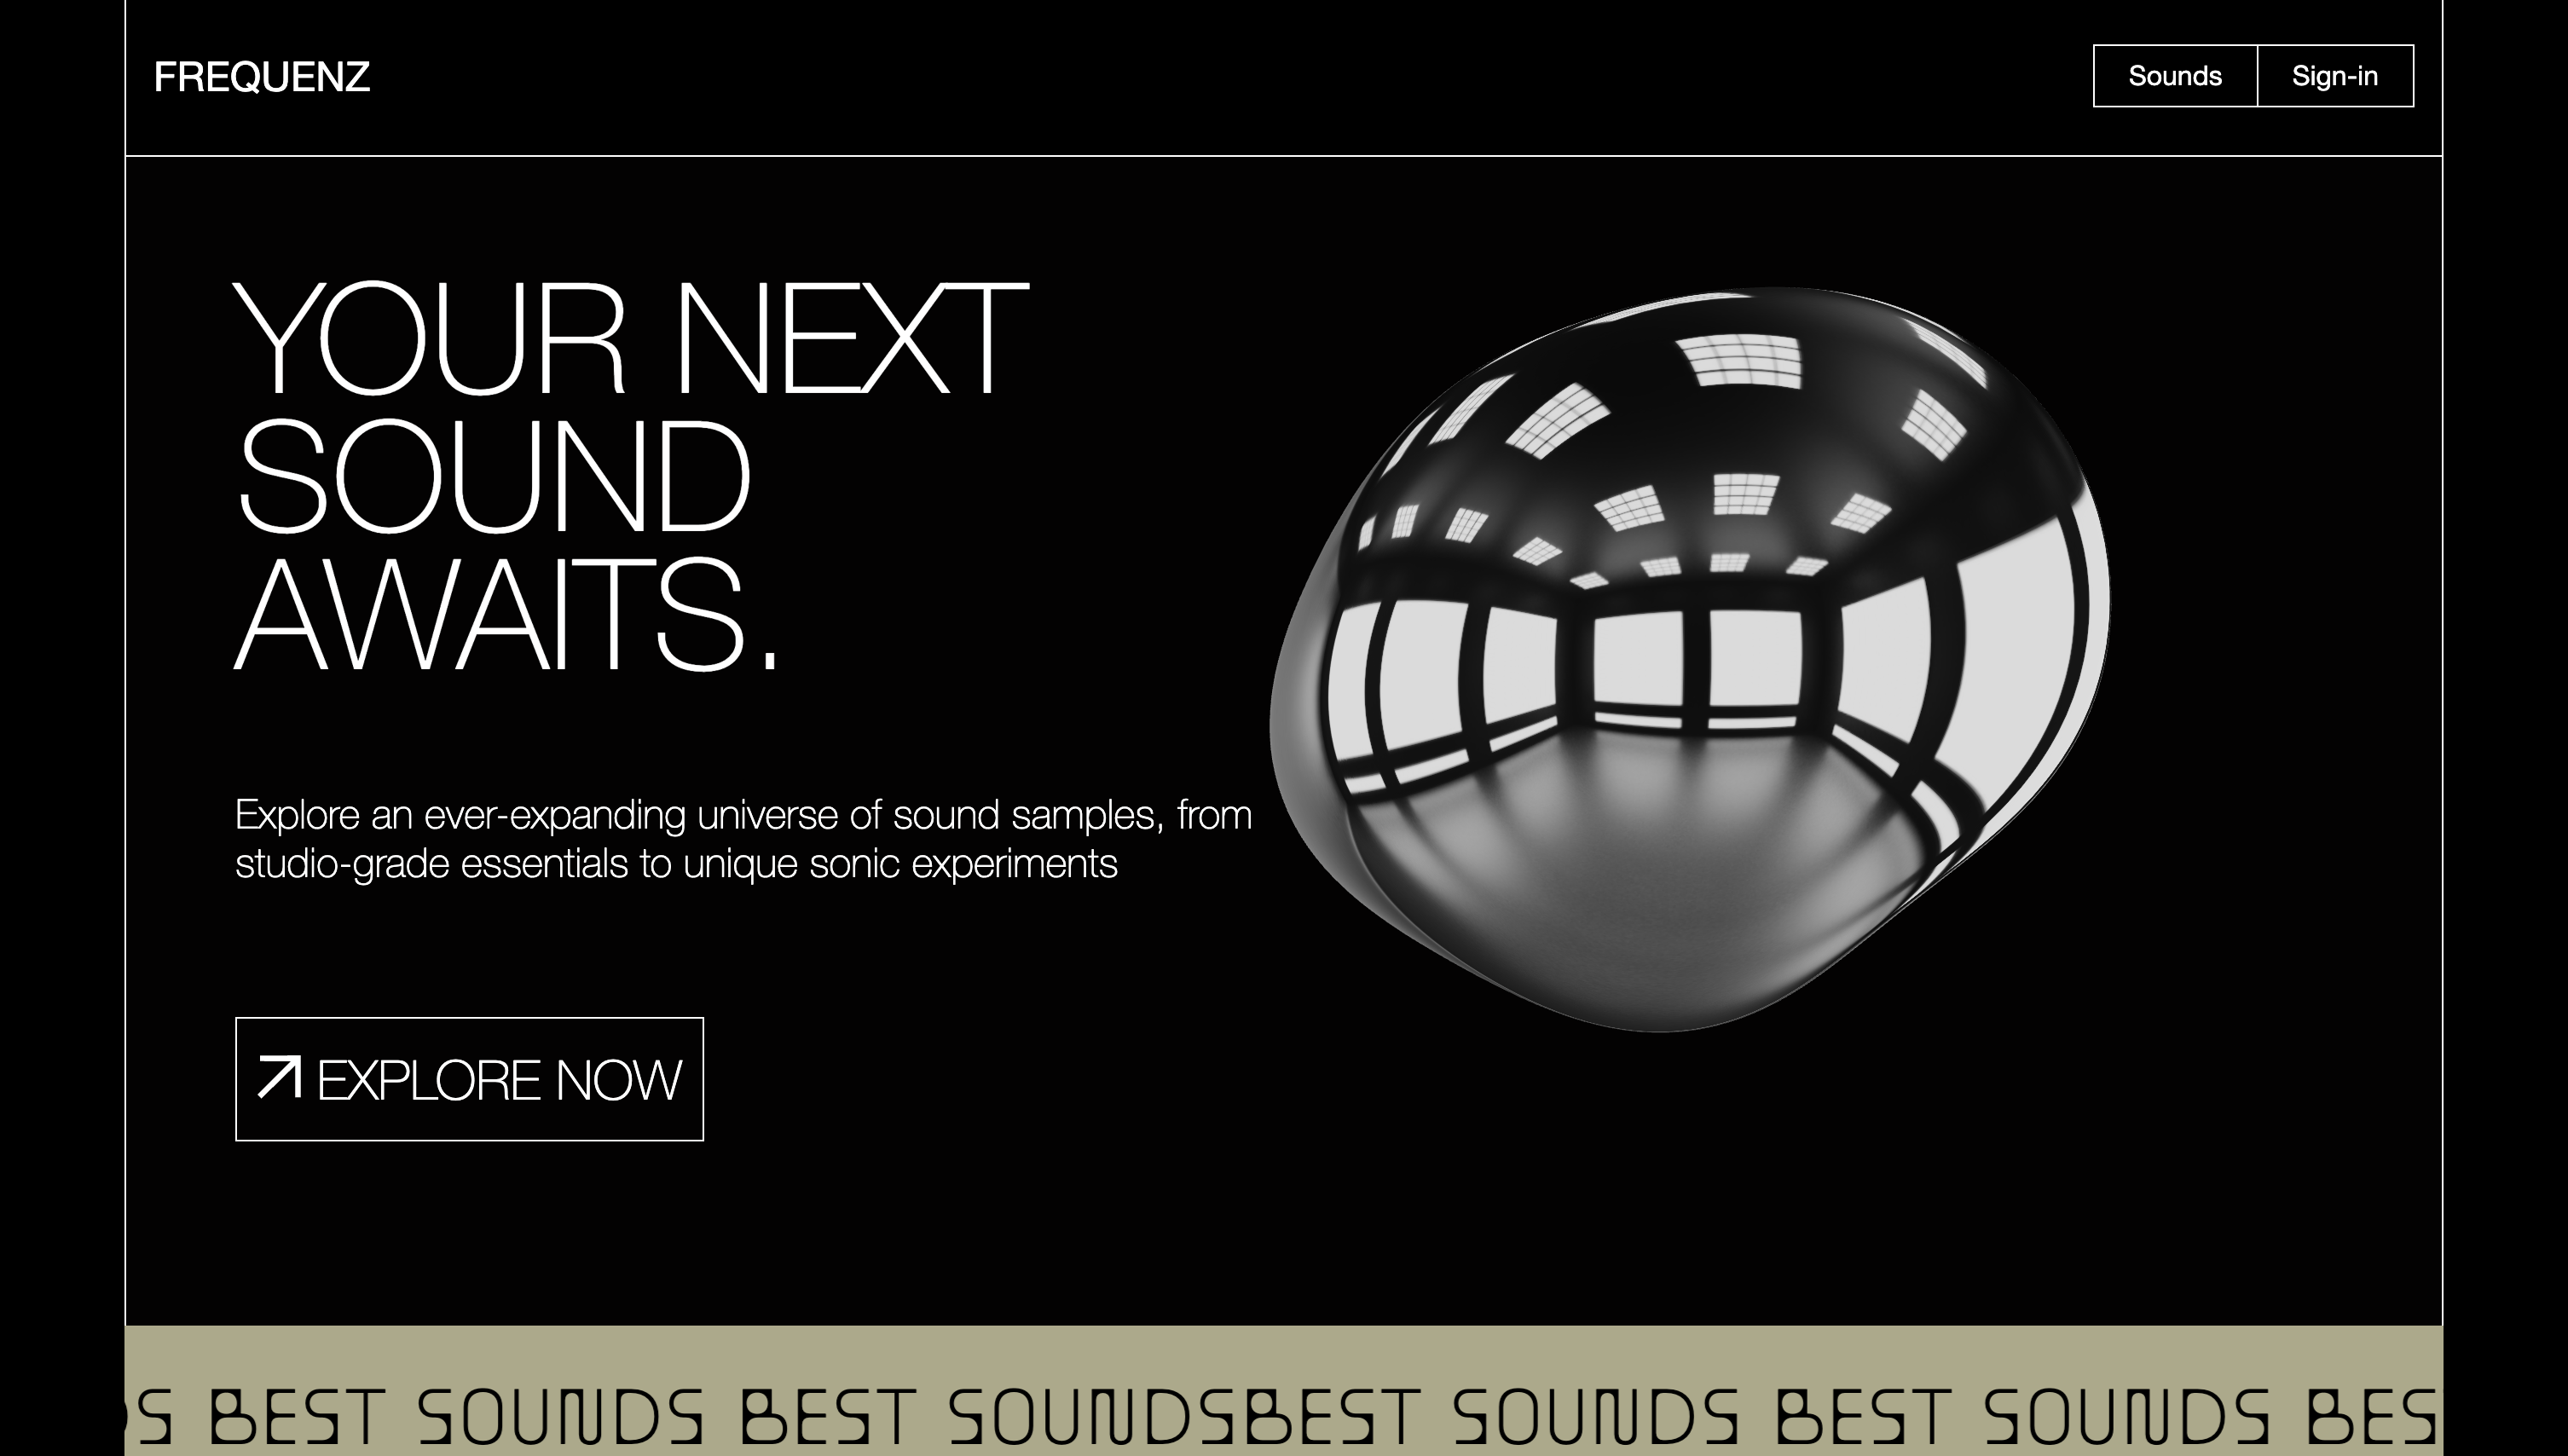 FREQUENZ
Sounds
Sign-in
YOUR NEXT
SOUND
AWAITS.
Explore an ever-expanding universe of sound samples, from
studio-grade essentials to unique sonic experiments
EXPLORE NOW
S BEST SOUNDS BEST SOUNDSBEST SOUNDS BEST SOUNDS BES